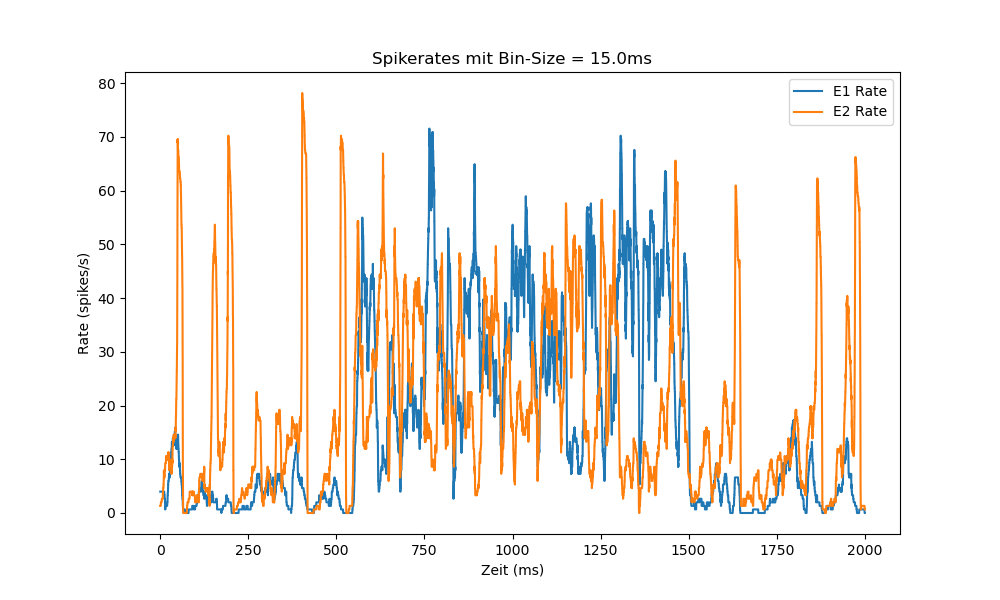 Spikerates mit Bin-Size = 15.0ms
E1 Rate
E2 Rate
80
70
60
50
40
30
20
10
0
Rate (spikes/s)
0 250 500 750 1000 1250 1500 1750 2000
Zeit (ms)